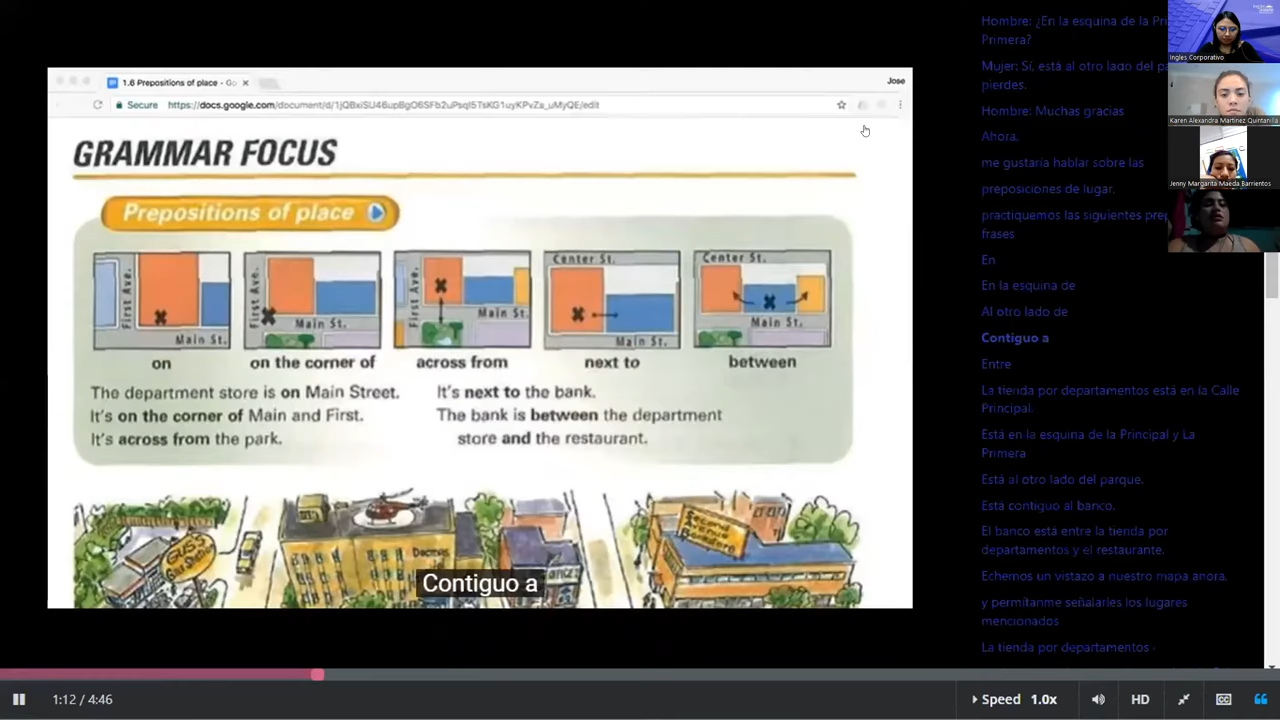 1.6 Prepositions of place - Go
Jose
Secure
https://docs.google.com/document/d/1jQBxiSU46upBgO6SFb2uPsqI5TsKG1uyKPvZa_uMyQE/edit
GRAMMAR FOCUS
Prepositions of place
First Ave.
Main St.
on
First Ave.
Main St.
on the corner of
First Ave.
Main St.
across from
Center St.
Main St.
next to
Center St.
Main St.
between
The department store is on Main Street.
It's on the corner of Main and First.
It's across from the park.
It's next to the bank.
The bank is between the department
store and the restaurant.
GUS'S
Second
Avenue
Contiguo a
Hombre: ¿En la esquina de la Pri
Primera?
Mujer: Sí, está al otro lado del pa
pierdes.
Hombre: Muchas gracias
Ahora.
me gustaría hablar sobre las
preposiciones de lugar.
practiquemos las siguientes prep
frases
En
En la esquina de
Al otro lado de
Contiguo a
Entre
La tienda por departamentos está en la Calle
Principal.
Está en la esquina de la Principal y La
Primera
Está al otro lado del parque.
Está contiguo al banco.
El banco está entre la tienda por
departamentos y el restaurante.
Echemos un vistazo a nuestro mapa ahora.
y permítanme señalarles los lugares
mencionados
La tienda por departamentos
Ingles Corporativo
Karen Alexandra Martinez Quintanilla
Jenny Margarita Maeda Barrientos
1:12 / 4:46
Speed 1.0x
HD
CC